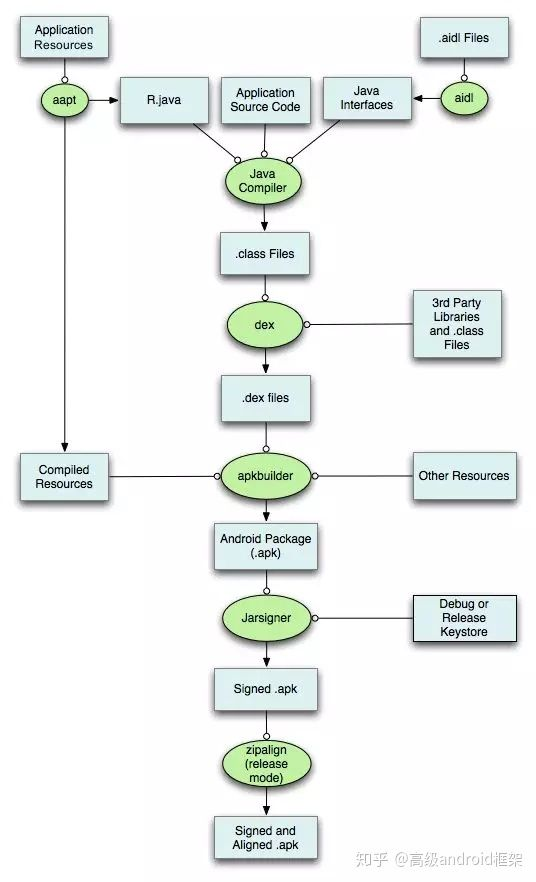 Application
Resources
.aidl Files
aapt
R.java
Application
Source Code
Java
Interfaces
aidl
Java
Compiler
.class Files
dex
3rd Party
Libraries
and .class
Files
.dex files
Compiled
Resources
apkbuilder
Other Resources
Android Package
(.apk)
Jarsigner
Debug or
Release
Keystore
Signed .apk
zipalign
(release
mode)
Signed and
Aligned .apk
知乎 @高级android框架